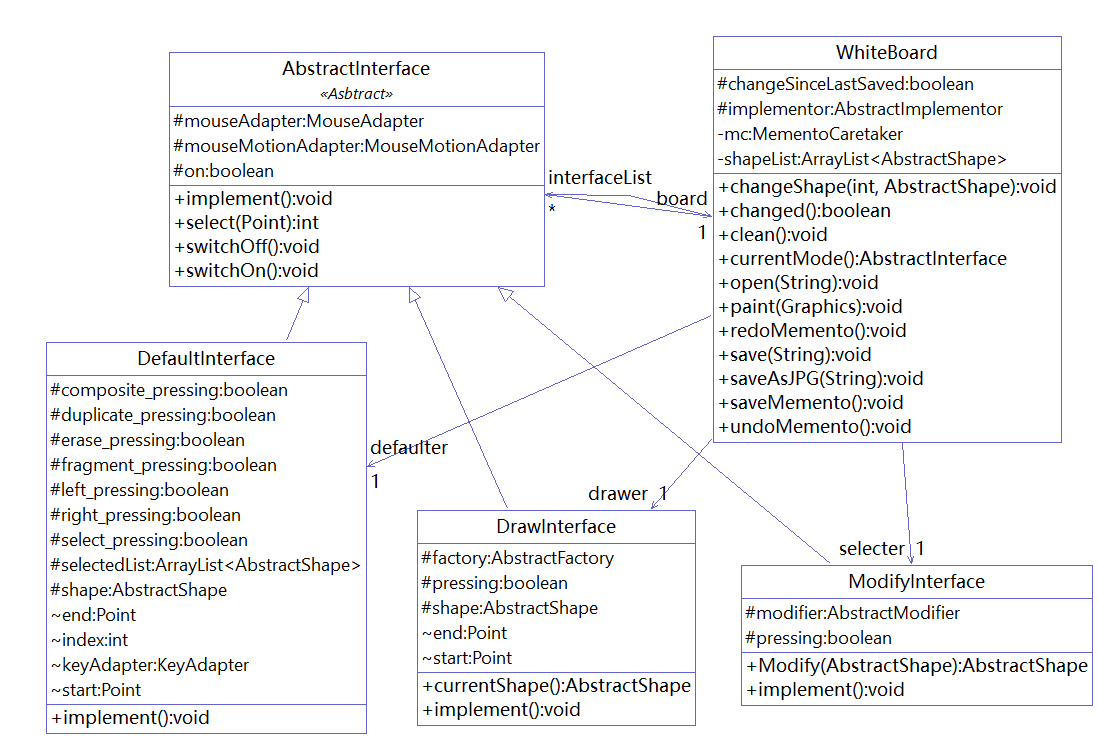 AbstractInterface
«Asbtract»
#mouseAdapter:MouseAdapter
#mouseMotionAdapter:MouseMotionAdapter
#on:boolean
+implement():void
+select(Point):int
+switchOff():void
+switchOn():void
interfaceList
*
board
1
WhiteBoard
#changeSinceLastSaved:boolean
#implementor:AbstractImplementor
-mc:MementoCaretaker
-shapeList:ArrayList<AbstractShape>
+changeShape(int, AbstractShape):void
+changed():boolean
+clean():void
+currentMode():AbstractInterface
+open(String):void
+paint(Graphics):void
+redoMemento():void
+save(String):void
+saveAsJPG(String):void
+saveMemento():void
+undoMemento():void
DefaultInterface
#composite_pressing:boolean
#duplicate_pressing:boolean
#erase_pressing:boolean
#fragment_pressing:boolean
#left_pressing:boolean
#right_pressing:boolean
#select_pressing:boolean
#selectedList:ArrayList<AbstractShape>
#shape:AbstractShape
~end:Point
~index:int
~keyAdapter:KeyAdapter
~start:Point
+implement():void
defaulter
1
drawer 1
DrawInterface
#factory:AbstractFactory
#pressing:boolean
#shape:AbstractShape
~end:Point
~start:Point
+currentShape():AbstractShape
+implement():void
selecter 1
ModifyInterface
#modifier:AbstractModifier
#pressing:boolean
+Modify(AbstractShape):AbstractShape
+implement():void